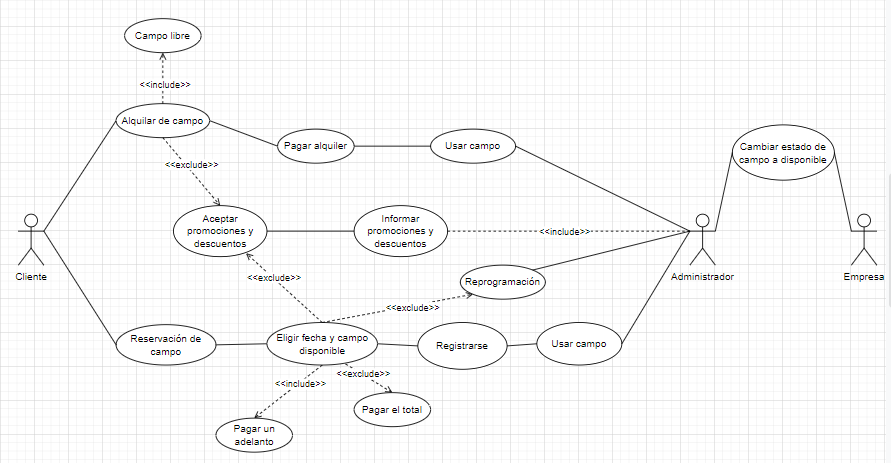 Campo libre
<<include>>
Alquilar de campo
Pagar alquiler
Usar campo
Cambiar estado de
campo a disponible
<<exclude>>
Aceptar
promociones y
descuentos
Informar
promociones y
descuentos
<<include>>
Cliente
Administrador
Empresa
<<exclude>>
Reprogramación
<<exclude>>
Reservación de
campo
Eligir fecha y campo
disponible
Registrarse
Usar campo
<<include>>
<<exclude>>
Pagar el total
Pagar un
adelanto